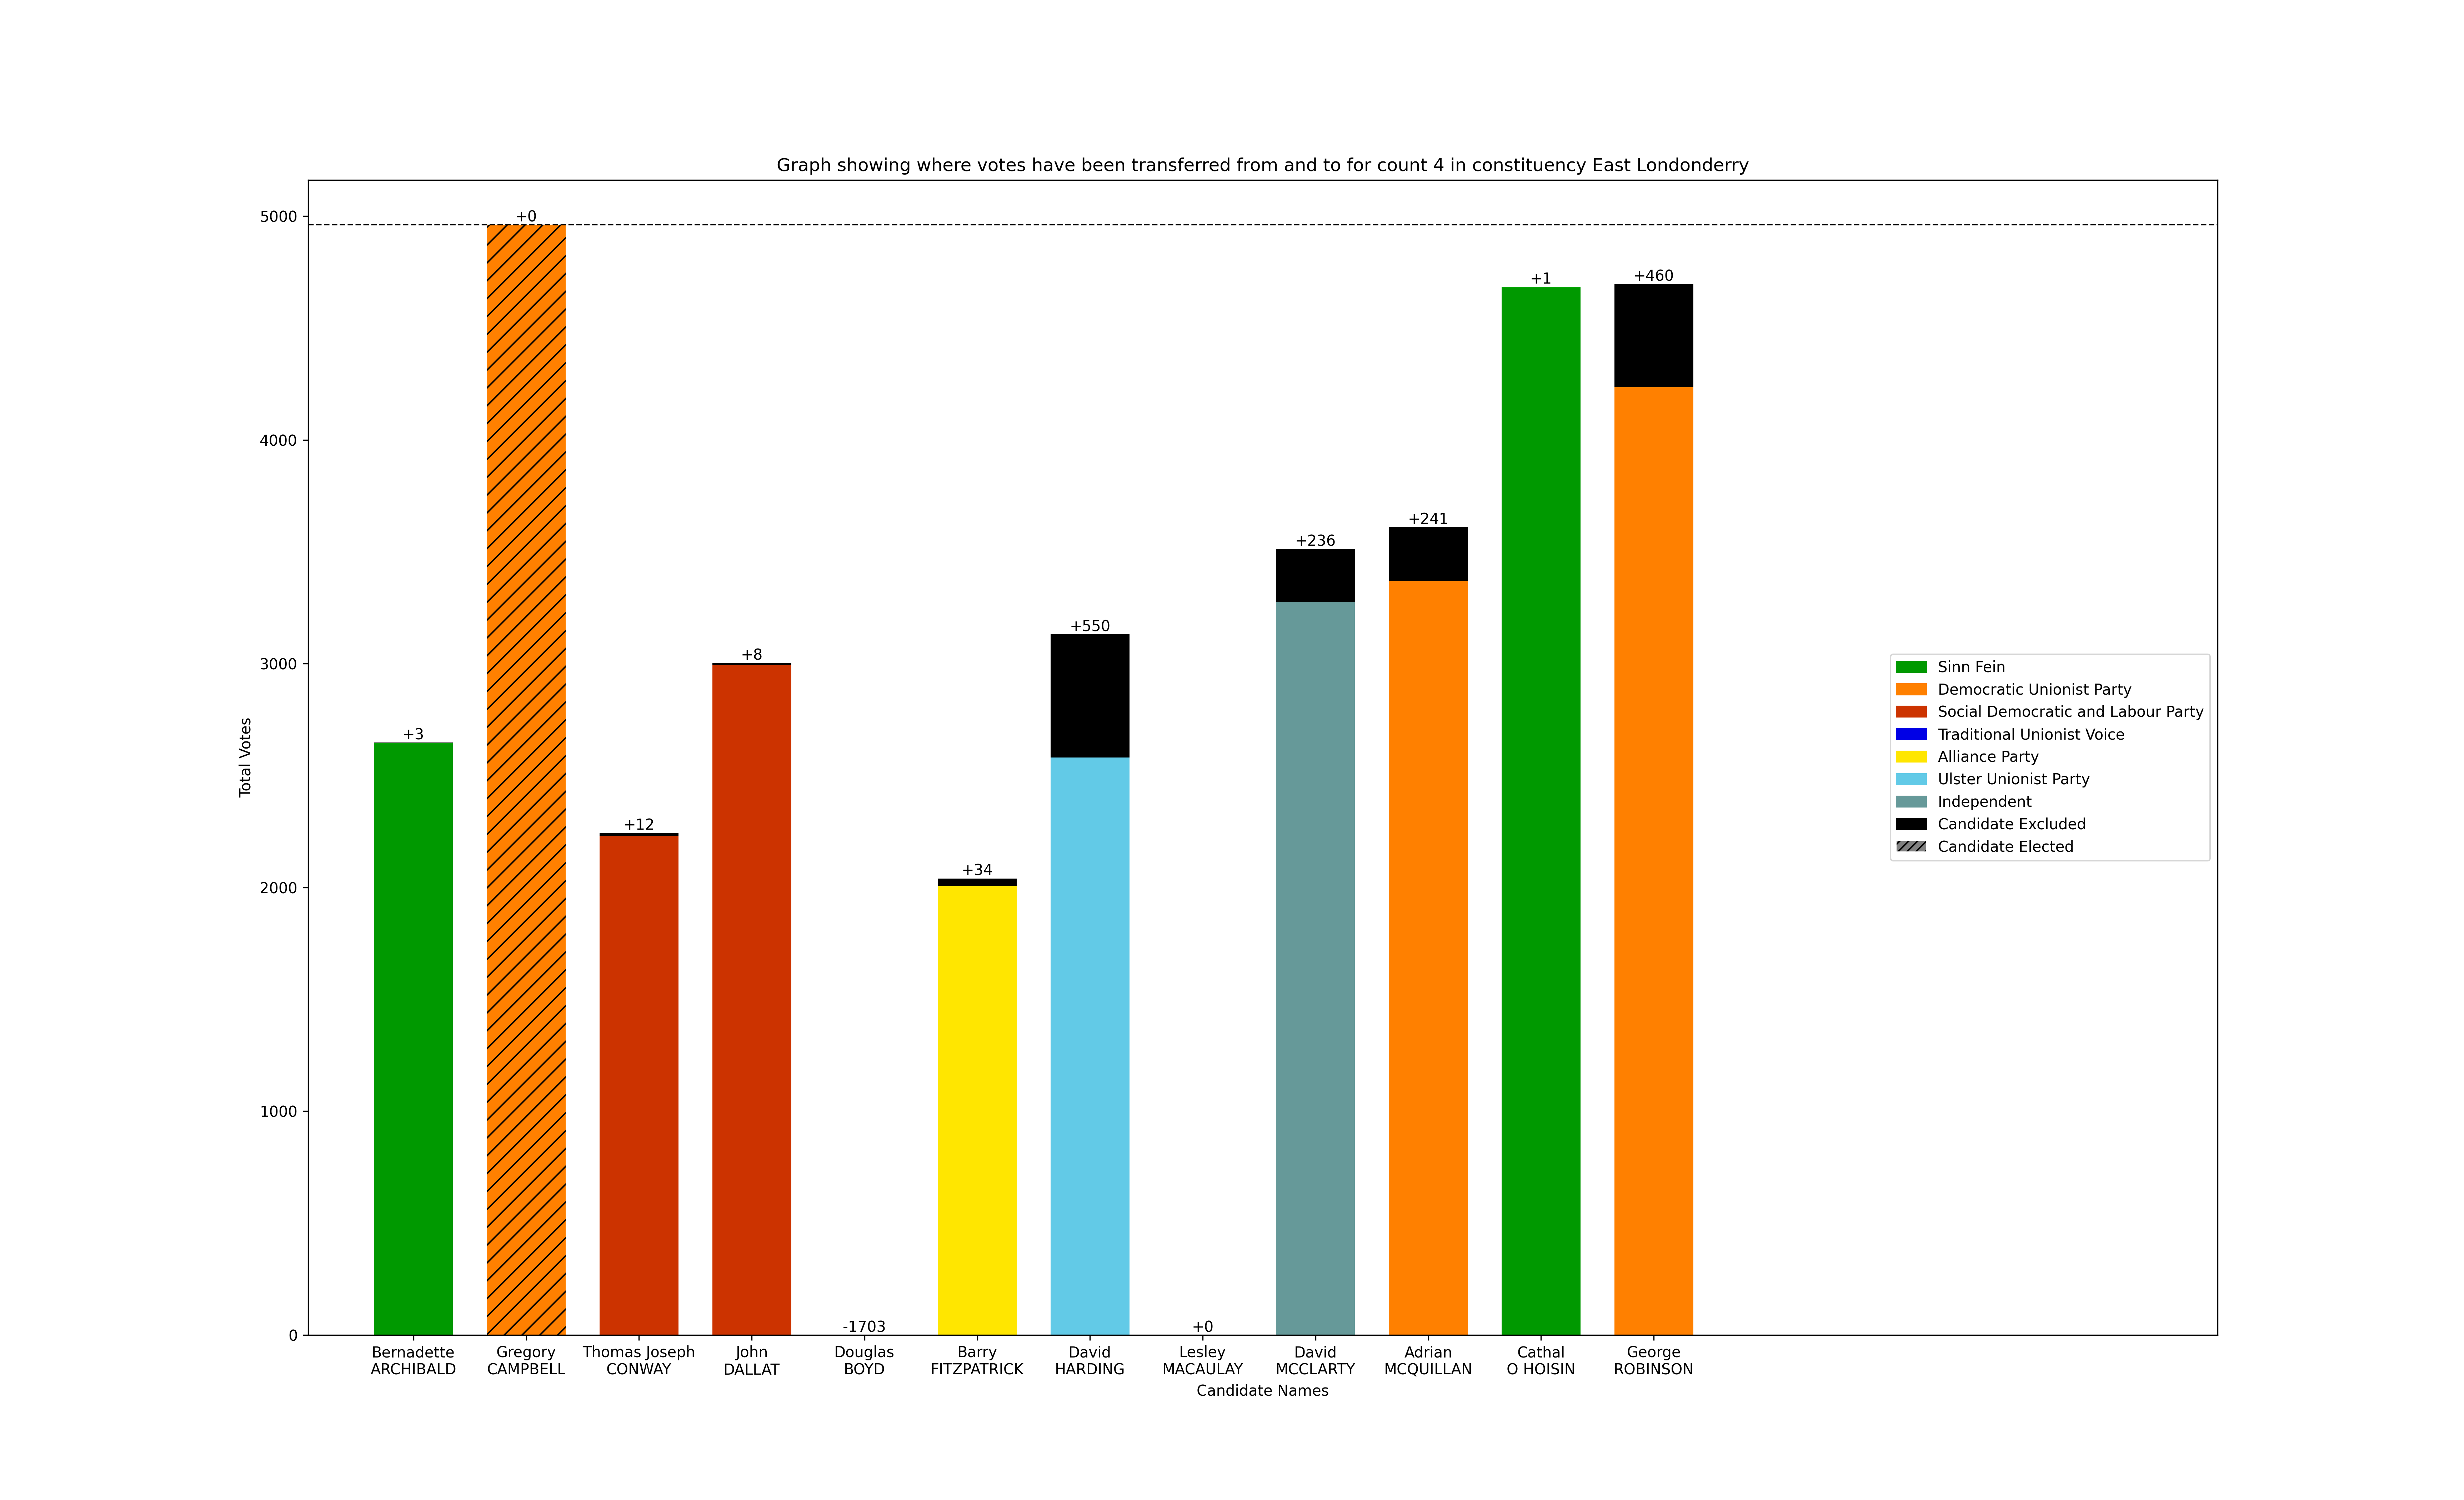 Graph showing where votes have been transferred from and to for count 4 in constituency East Londonderry
Total Votes
5000
4000
3000
2000
1000
0
+3
+0
+12
+8
-1703
+34
+550
+0
+236
+241
+1
+460
Sinn Fein
Democratic Unionist Party
Social Democratic and Labour Party
Traditional Unionist Voice
Alliance Party
Ulster Unionist Party
Independent
Candidate Excluded
Candidate Elected
Bernadette
ARCHIBALD
Gregory
CAMPBELL
Thomas Joseph
CONWAY
John
DALLAT
Douglas
BOYD
Barry
FITZPATRICK
David
HARDING
Lesley
MACAULAY
David
MCCLARTY
Adrian
MCQUILLAN
Cathal
O HOISIN
George
ROBINSON
Candidate Names